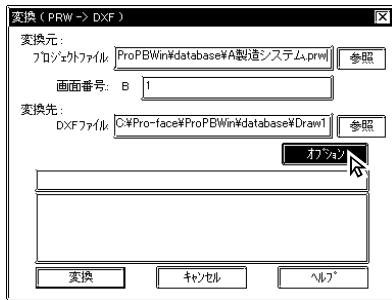 変換 ( PRW -> DXF )
変換元 :
ﾌﾟﾛｼﾞｪｸﾄﾌｧｲﾙ: ProPBWin¥database¥A製造システム.prw 参照
画面番号: B 1
変換先 :
DXFﾌｧｲﾙ: C:¥Pro-face¥ProPBWin¥database¥Draw1 参照
ｵﾌﾟｼｮﾝ
変換 ｷｬﾝｾﾙ ﾍﾙﾌﾟ